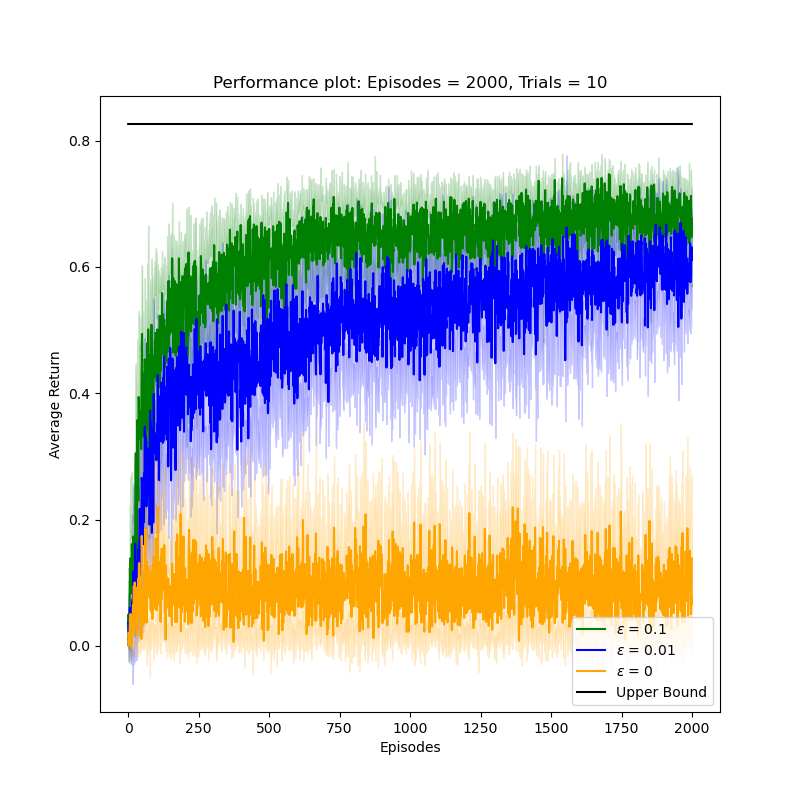 Performance plot: Episodes = 2000, Trials = 10
Average Return
0.8
0.6
0.4
0.2
0.0
ε = 0.1
ε = 0.01
ε = 0
Upper Bound
0 250 500 750 1000 1250 1500 1750 2000
Episodes